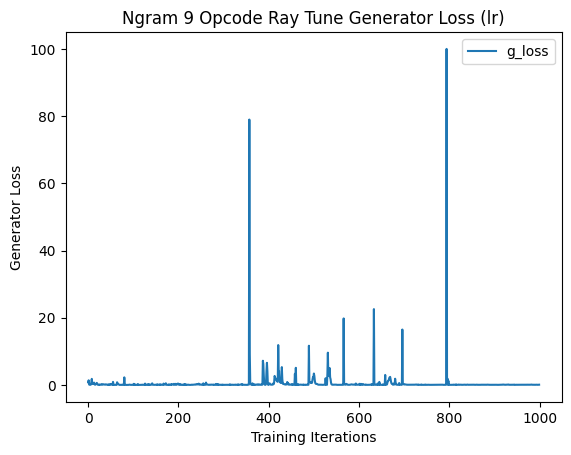 Ngram 9 Opcode Ray Tune Generator Loss (lr)
g_loss
100
80
60
40
20
0
Generator Loss
0 200 400 600 800 1000
Training Iterations